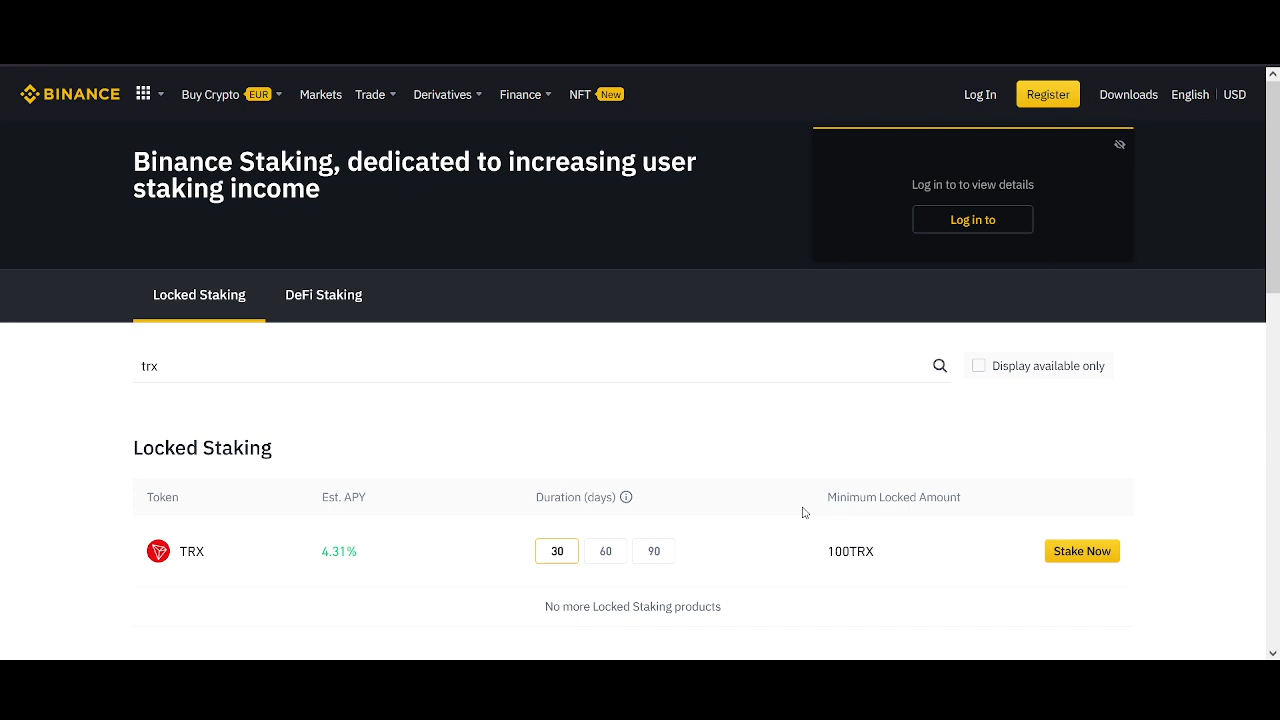 BINANCE Buy Crypto EUR Markets Trade Derivatives Finance NFT New Log In Register Downloads English USD
Binance Staking, dedicated to increasing user
staking income
Log in to to view details
Log in to
Locked Staking DeFi Staking
trx Display available only
Locked Staking
Token Est. APY Duration (days) Minimum Locked Amount
TRX 4.31% 30 60 90 100TRX Stake Now
No more Locked Staking products